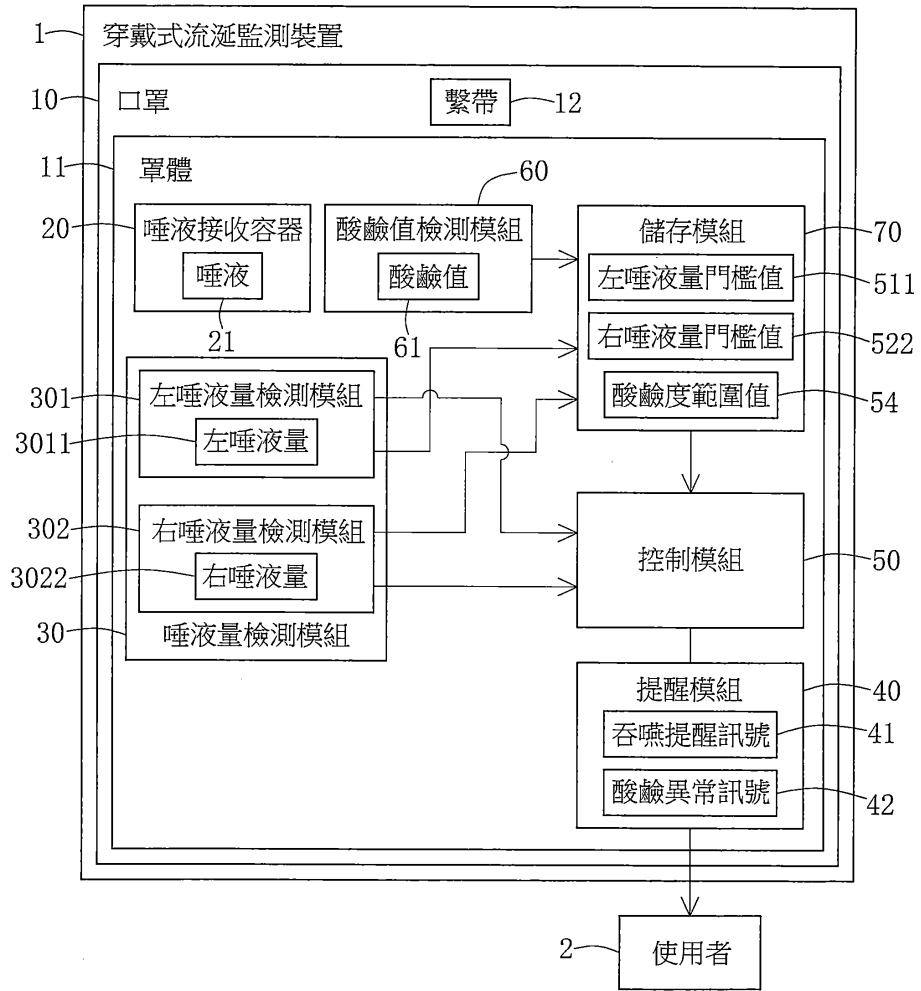 1 穿戴式流涎監測裝置
10 口罩 繫帶 12
11 罩體
60
20 唾液接收容器 酸鹼值檢測模組 儲存模組 70
唾液 酸鹼值 左唾液量門檻值 511
21 61 右唾液量門檻值 522
301 左唾液量檢測模組 酸鹼度範圍值 54
3011 左唾液量
302 右唾液量檢測模組 控制模組 50
3022 右唾液量
30 唾液量檢測模組
提醒模組 40
吞嚥提醒訊號 41
酸鹼異常訊號 42
2 使用者